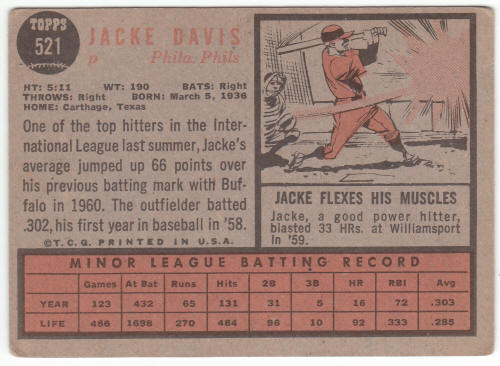 TOPPS
521
JACKE DAVIS
P Phila. Phils
HT: 5:11 WT: 190 BATS: Right
THROWS: Right BORN: March 5, 1936
HOME: Carthage, Texas
One of the top hitters in the Inter-
national League last summer, Jacke's
average jumped up 66 points over
his previous batting mark with Buf-
falo in 1960. The outfielder batted
.302, his first year in baseball in '58.
©T.C.G. PRINTED IN U.S.A.
JACKE FLEXES HIS MUSCLES
Jacke, a good power hitter,
blasted 33 HRs. at Williamsport
In '59.
MINOR LEAGUE BATTING RECORD
Games At Bat Runs Hits 2B 3B HR RBI Avg
YEAR 123 432 65 131 31 5 16 72 .303
LIFE 486 1698 270 484 96 10 92 333 .285